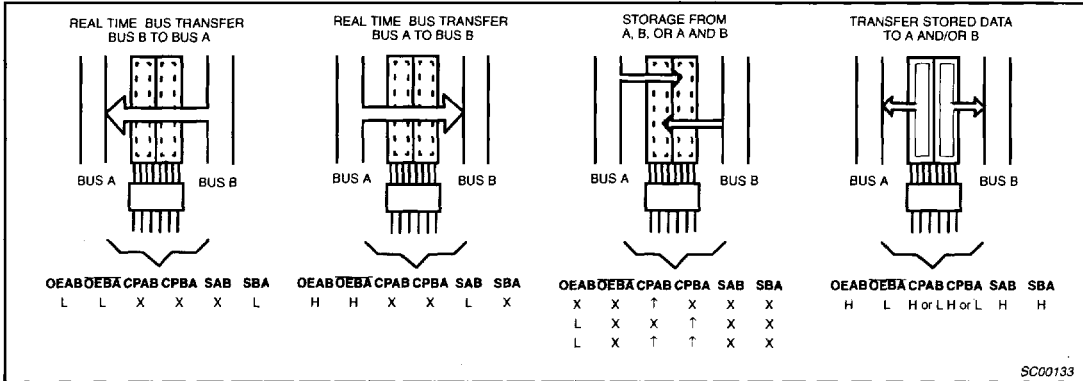 REAL TIME BUS TRANSFER
BUS B TO BUS A
BUS A
BUS B
OEAB OEBA CPAB CPBA SAB SBA
L L X X X L
REAL TIME BUS TRANSFER
BUS A TO BUS B
BUS A
BUS B
OEAB OEBA CPAB CPBA SAB SBA
H H X X L X
STORAGE FROM
A, B, OR A AND B
BUS A
BUS B
OEAB OEBA CPAB CPBA SAB SBA
X X ↑ X X X
L X X ↑ X X
L X ↑ ↑ X X
TRANSFER STORED DATA
TO A AND/OR B
BUS A
BUS B
OEAB OEBA CPAB CPBA SAB SBA
H L H or L H or L H H
SC00133